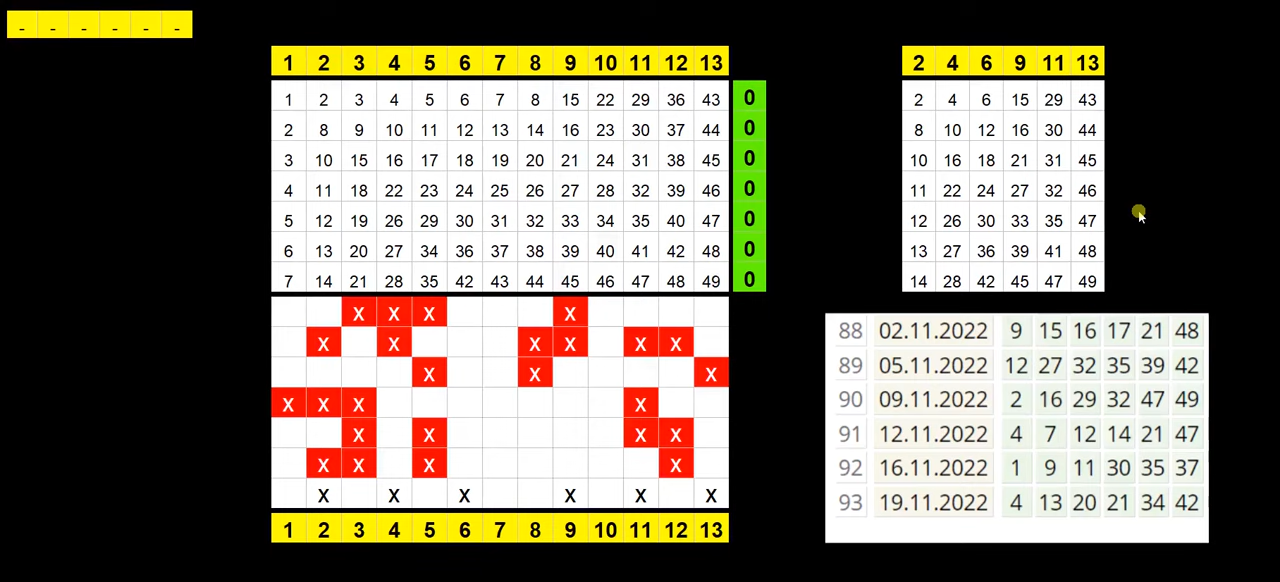 - - - - - -
1 2 3 4 5 6 7 8 9 10 11 12 13
1 2 3 4 5 6 7 8 15 22 29 36 43 0
2 8 9 10 11 12 13 14 16 23 30 37 44 0
3 10 15 16 17 18 19 20 21 24 31 38 45 0
4 11 18 22 23 24 25 26 27 28 32 39 46 0
5 12 19 26 29 30 31 32 33 34 35 40 47 0
6 13 20 27 34 36 37 38 39 40 41 42 48 0
7 14 21 28 35 42 43 44 45 46 47 48 49 0
X X X X
X X X X X X
X X X
X X X X
X X X X
X X X X
X X X X X X
1 2 3 4 5 6 7 8 9 10 11 12 13
2 4 6 9 11 13
2 4 6 15 29 43
8 10 12 16 30 44
10 16 18 21 31 45
11 22 24 27 32 46
12 26 30 33 35 47
13 27 36 39 41 48
14 28 42 45 47 49
88 02.11.2022 9 15 16 17 21 48
89 05.11.2022 12 27 32 35 39 42
90 09.11.2022 2 16 29 32 47 49
91 12.11.2022 4 7 12 14 21 47
92 16.11.2022 1 9 11 30 35 37
93 19.11.2022 4 13 20 21 34 42